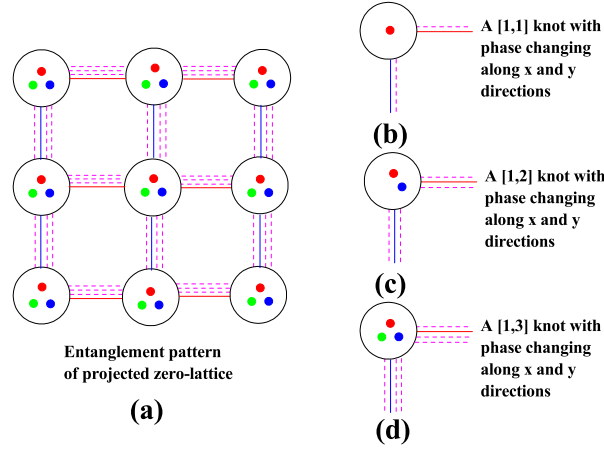 A [1,1] knot with
phase changing
along x and y
directions
(b)
A [1,2] knot with
phase changing
along x and y
directions
(c)
Entanglement pattern
of projected zero-lattice
(a)
A [1,3] knot with
phase changing
along x and y
directions
(d)